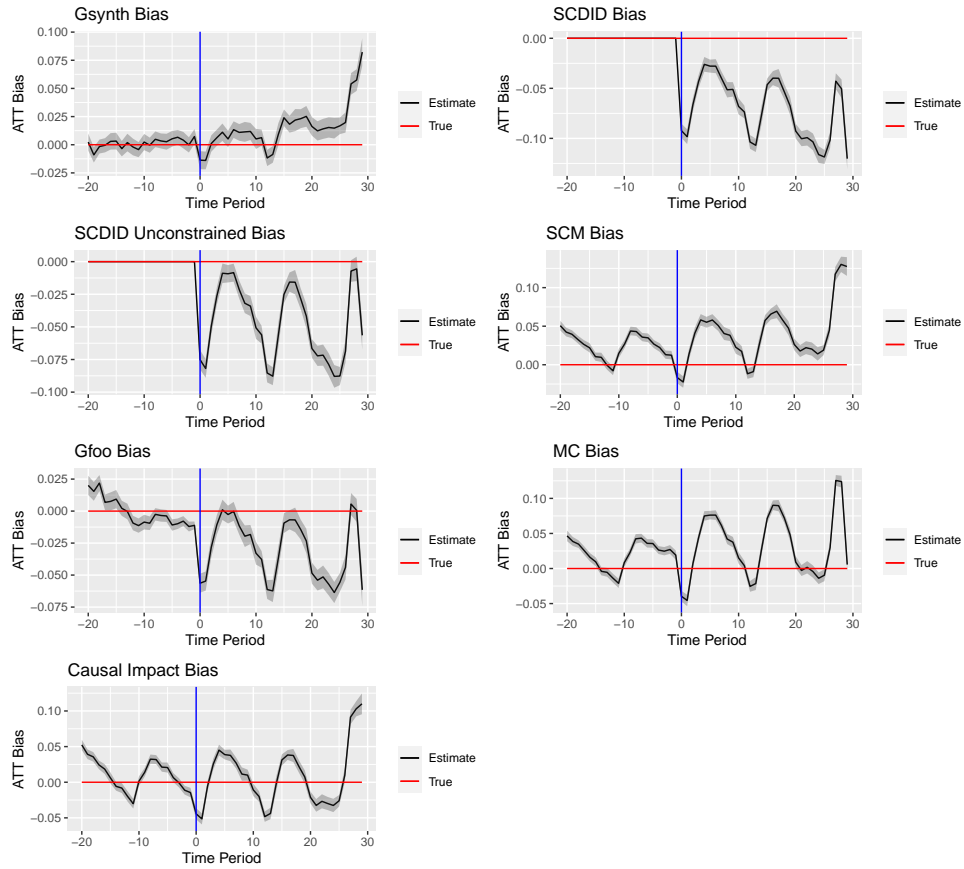 Gsynth Bias
ATT Bias
0.100
0.075
0.050
0.025
0.000
−0.025
−20 −10 0 10 20 30
Time Period
Estimate
True
SCDID Bias
ATT Bias
0.00
−0.05
−0.10
−20 −10 0 10 20 30
Time Period
Estimate
True
SCDID Unconstrained Bias
ATT Bias
0.000
−0.025
−0.050
−0.075
−0.100
−20 −10 0 10 20 30
Time Period
Estimate
True
SCM Bias
ATT Bias
0.10
0.05
0.00
−20 −10 0 10 20 30
Time Period
Estimate
True
Gfoo Bias
ATT Bias
0.025
0.000
−0.025
−0.050
−0.075
−20 −10 0 10 20 30
Time Period
Estimate
True
MC Bias
ATT Bias
0.10
0.05
0.00
−0.05
−20 −10 0 10 20 30
Time Period
Estimate
True
Causal Impact Bias
ATT Bias
0.10
0.05
0.00
−0.05
−20 −10 0 10 20 30
Time Period
Estimate
True